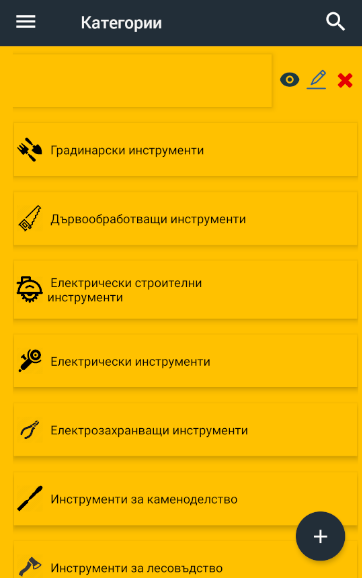 Категории
Градинарски инструменти
Дървообработващи инструменти
Електрически строителни
инструменти
Електрически инструменти
Електрозахранващи инструменти
Инструменти за каменоделство
Инструменти за лесовъдство